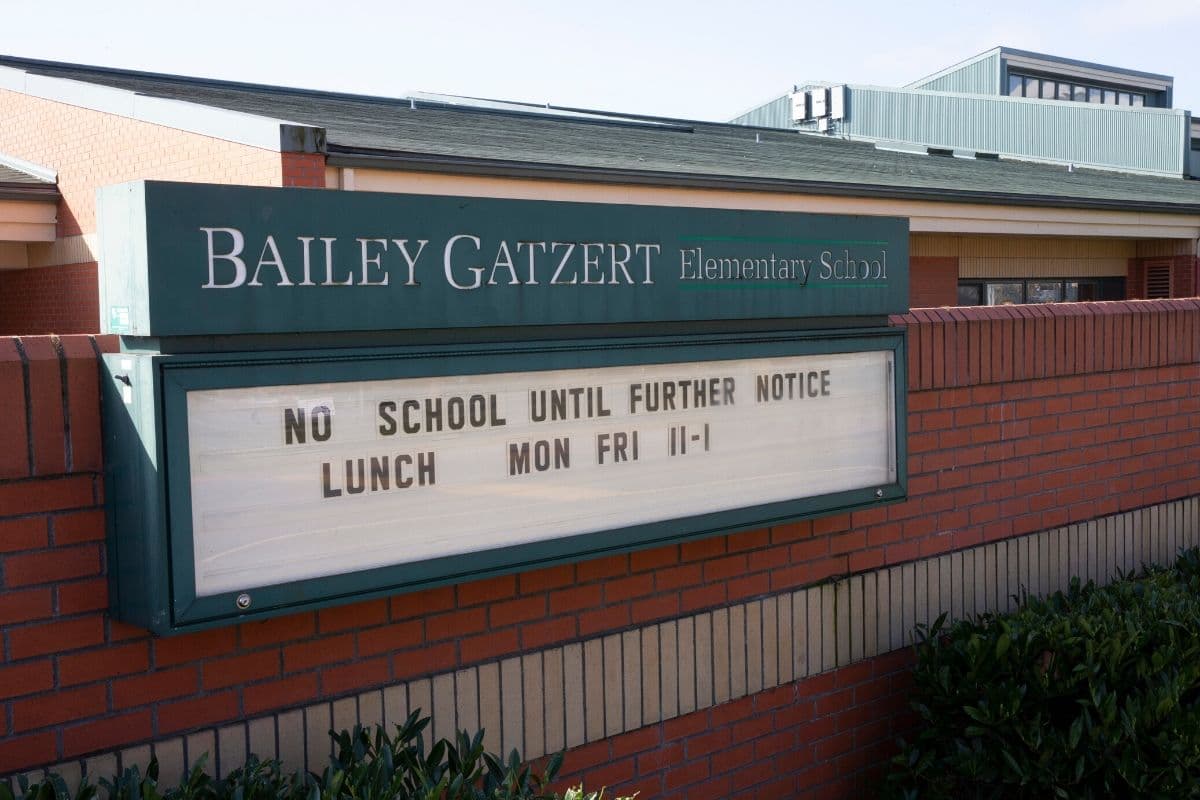 BAILEY GATZERT Elementary School
NO SCHOOL UNTIL FURTHER NOTICE
LUNCH MON FRI 11-1